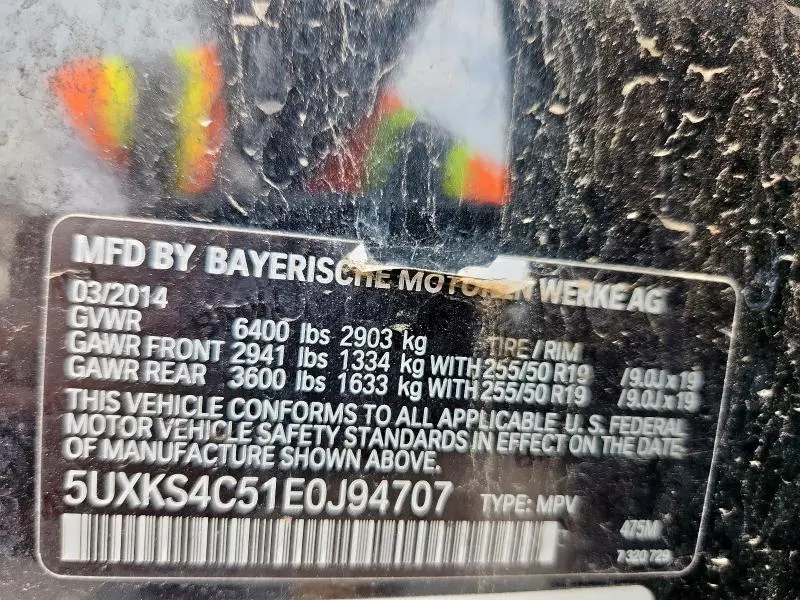 MFD BY BAYERISCHE MOTOREN WERKE AG
03/2014
GVWR 6400 lbs 2903 kg TIRE / RIM
GAWR FRONT 2941 lbs 1334 kg WITH 255/50 R19 /9.0J x 19
GAWR REAR 3600 lbs 1633 kg WITH 255/50 R19 /9.0J x 19
THIS VEHICLE CONFORMS TO ALL APPLICABLE U.S. FEDERAL
MOTOR VEHICLE SAFETY STANDARDS IN EFFECT ON THE DATE
OF MANUFACTURE SHOWN ABOVE.
5UXKS4C51E0J94707 TYPE: MPV
475M
7 320 729